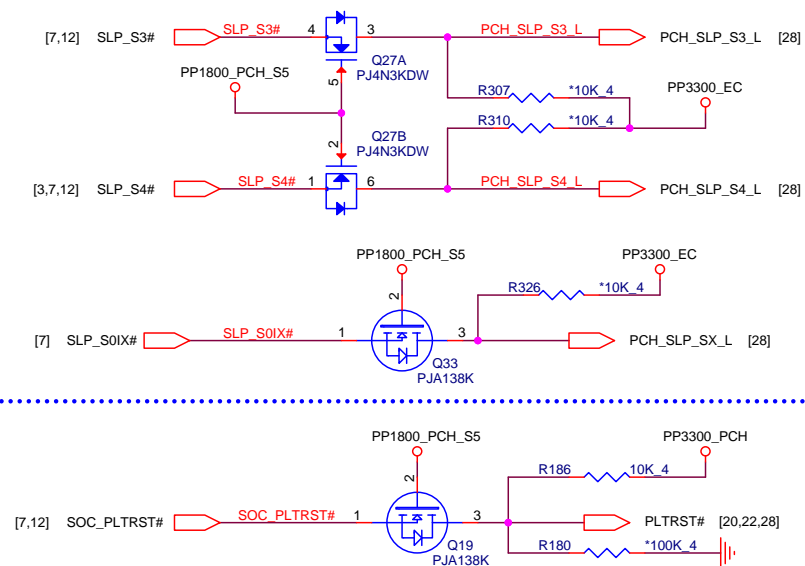 [7,12] SLP_S3# SLP_S3# 4 3 PCH_SLP_S3_L PCH_SLP_S3_L [28]
Q27A
PJ4N3KDW
5
PP1800_PCH_S5
R307 *10K_4
PP3300_EC
R310 *10K_4
2
Q27B
PJ4N3KDW
[3,7,12] SLP_S4# SLP_S4# 1 6 PCH_SLP_S4_L PCH_SLP_S4_L [28]
PP1800_PCH_S5
PP3300_EC
2
R326 *10K_4
[7] SLP_S0IX# SLP_S0IX# 1 3 PCH_SLP_SX_L [28]
Q33
PJA138K
PP1800_PCH_S5
PP3300_PCH
2
R186 10K_4
[7,12] SOC_PLTRST# SOC_PLTRST# 1 3 PLTRST# [20,22,28]
Q19
PJA138K
R180 *100K_4